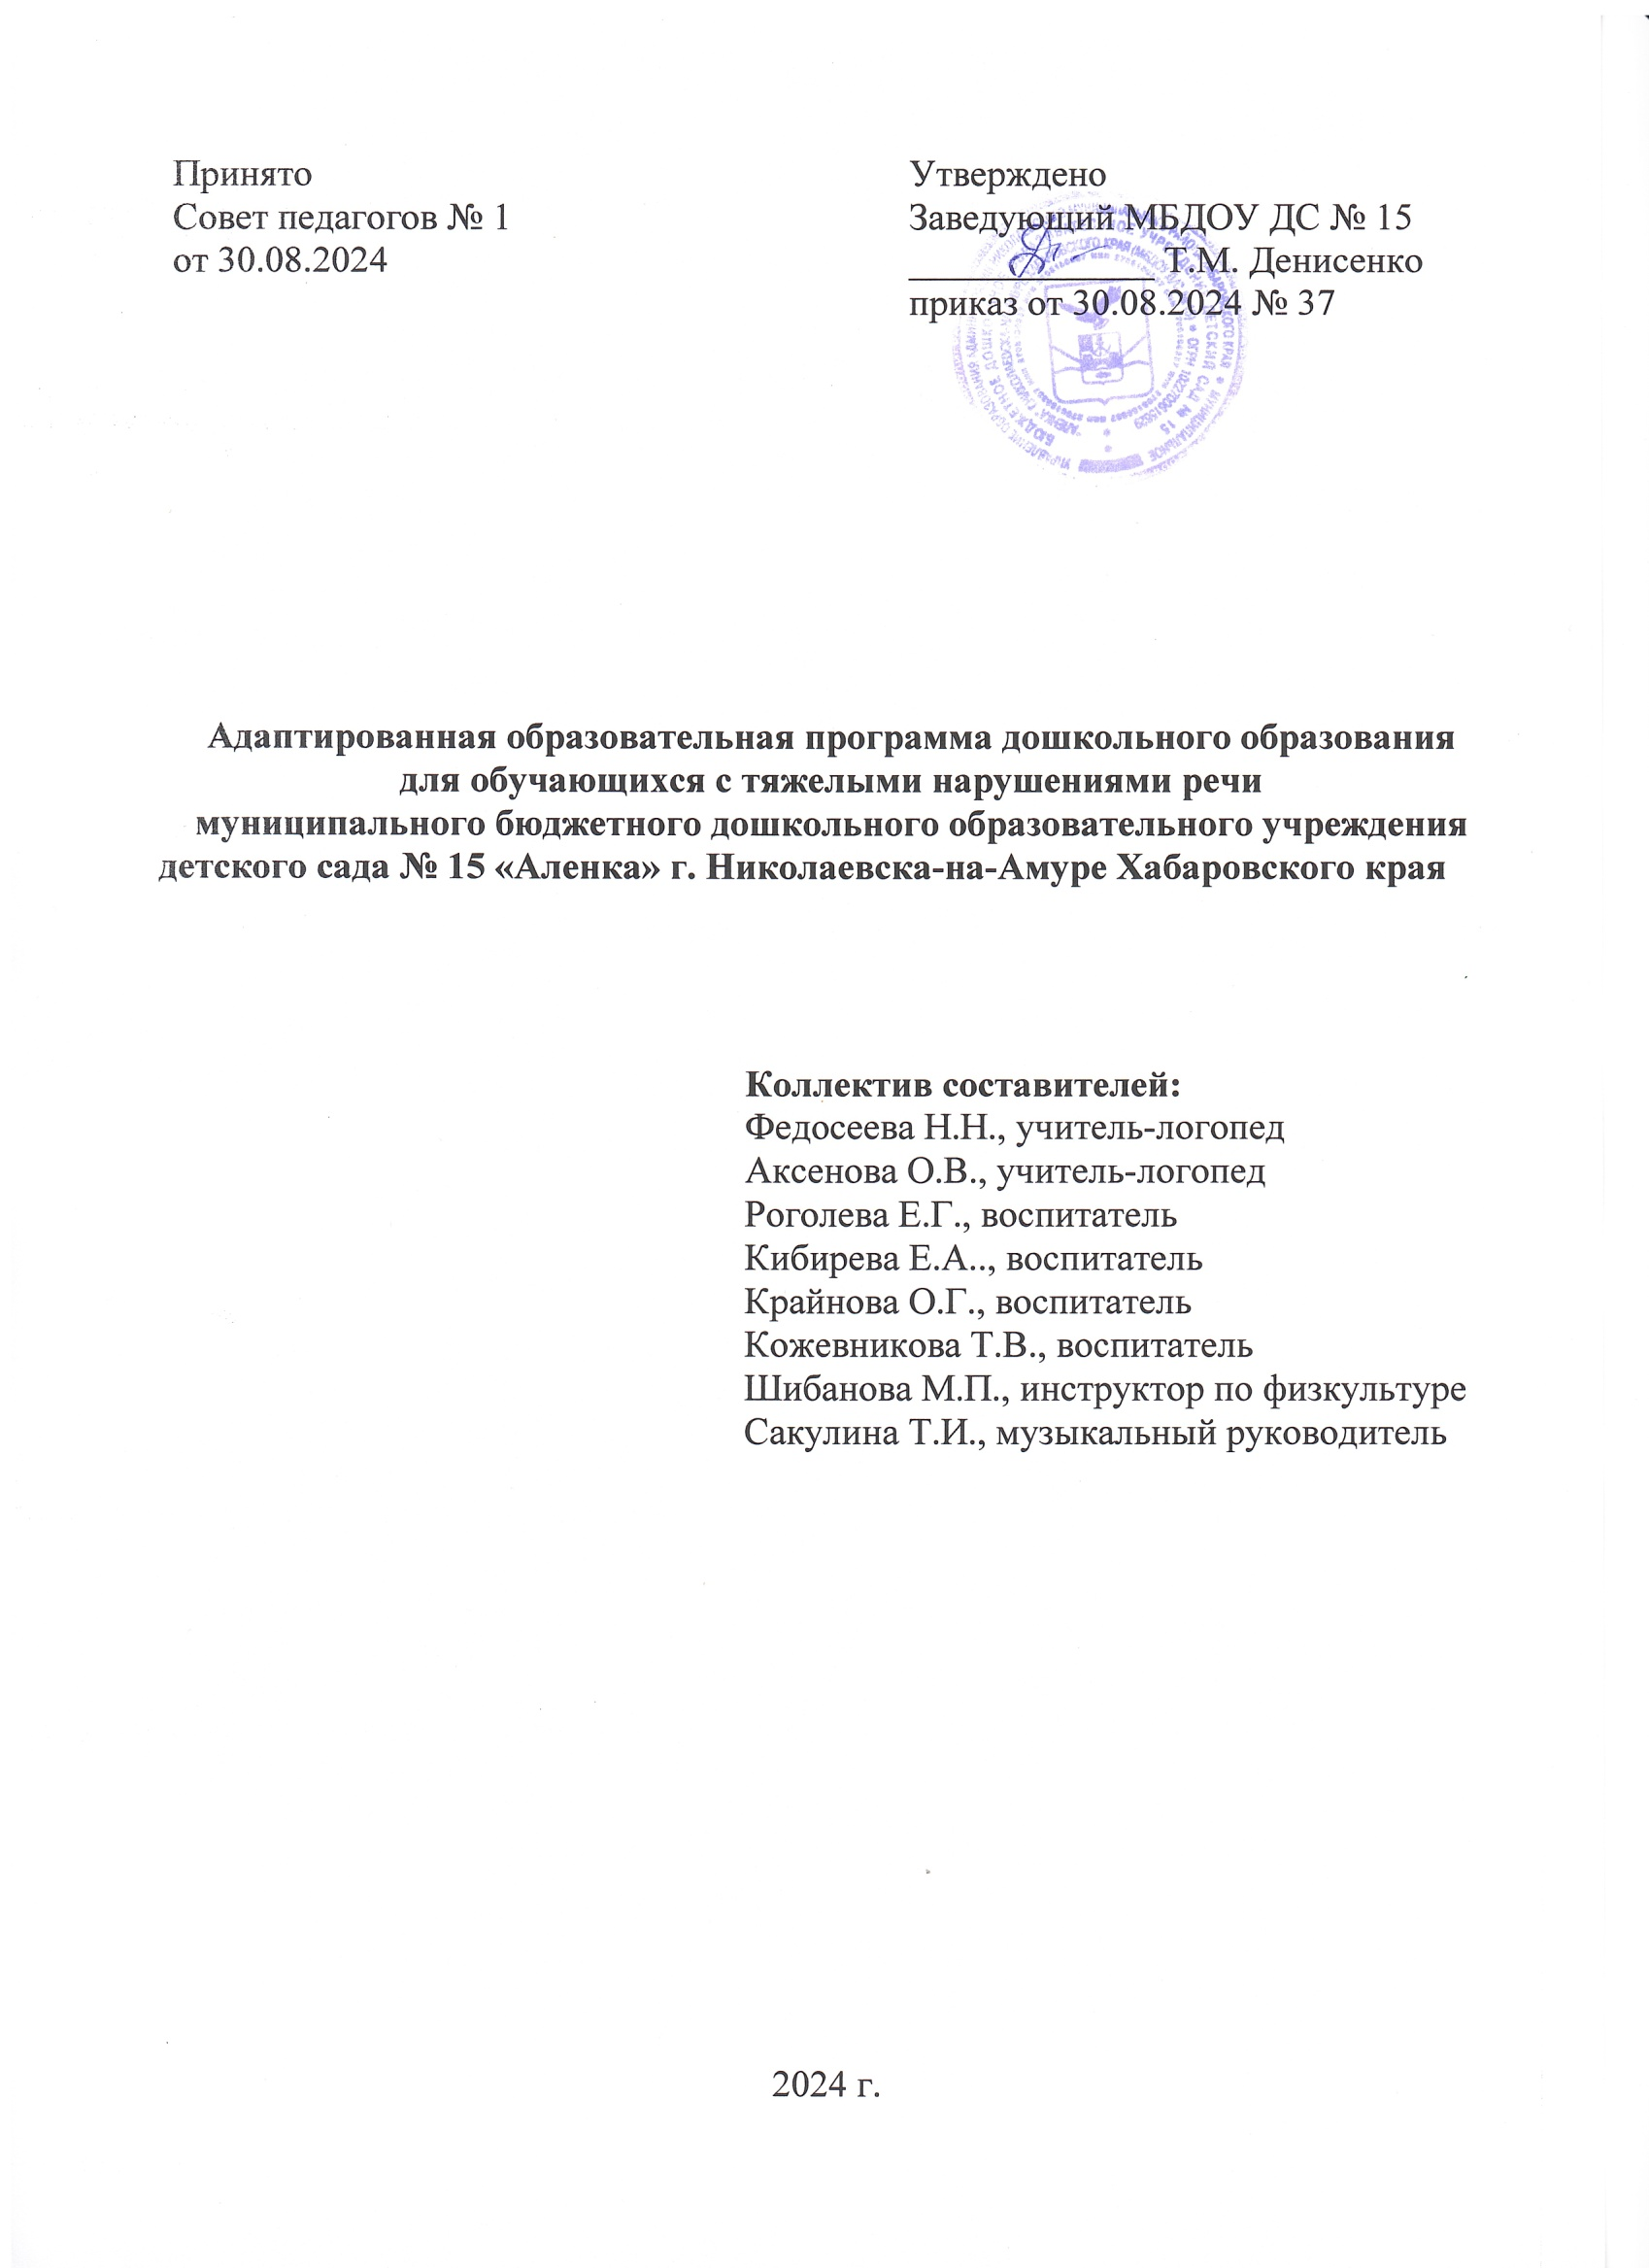 Принято
Совет педагогов № 1
от 30.08.2024
Утверждено
Заведующий МБДОУ ДС № 15
_____________ Т.М. Денисенко
приказ от 30.08.2024 № 37
Адаптированная образовательная программа дошкольного образования
для обучающихся с тяжелыми нарушениями речи
муниципального бюджетного дошкольного образовательного учреждения
детского сада № 15 «Аленка» г. Николаевска-на-Амуре Хабаровского края
Коллектив составителей:
Федосеева Н.Н., учитель-логопед
Аксенова О.В., учитель-логопед
Роголева Е.Г., воспитатель
Кибирева Е.А.., воспитатель
Крайнова О.Г., воспитатель
Кожевникова Т.В., воспитатель
Шибанова М.П., инструктор по физкультуре
Сакулина Т.И., музыкальный руководитель
2024 г.